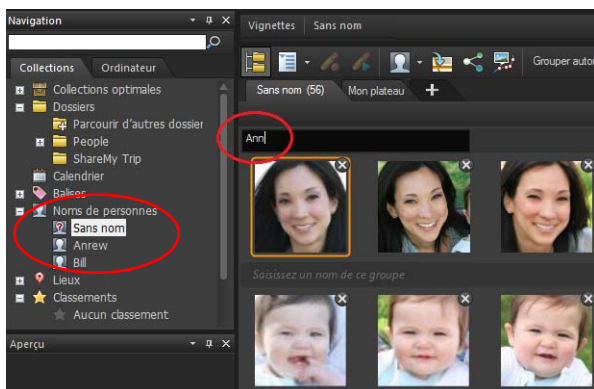 Navigation
Collections Ordinateur
Collections optimales
Dossiers
Parcourir d'autres dossier
People
ShareMy Trip
Calendrier
Balises
Noms de personnes
Sans nom
Anrew
Bill
Lieux
Classements
Aucun classement
Aperçu
Vignettes Sans nom
Grouper auto
Sans nom (56) Mon plateau +
Ann
Saisissez un nom de ce groupe